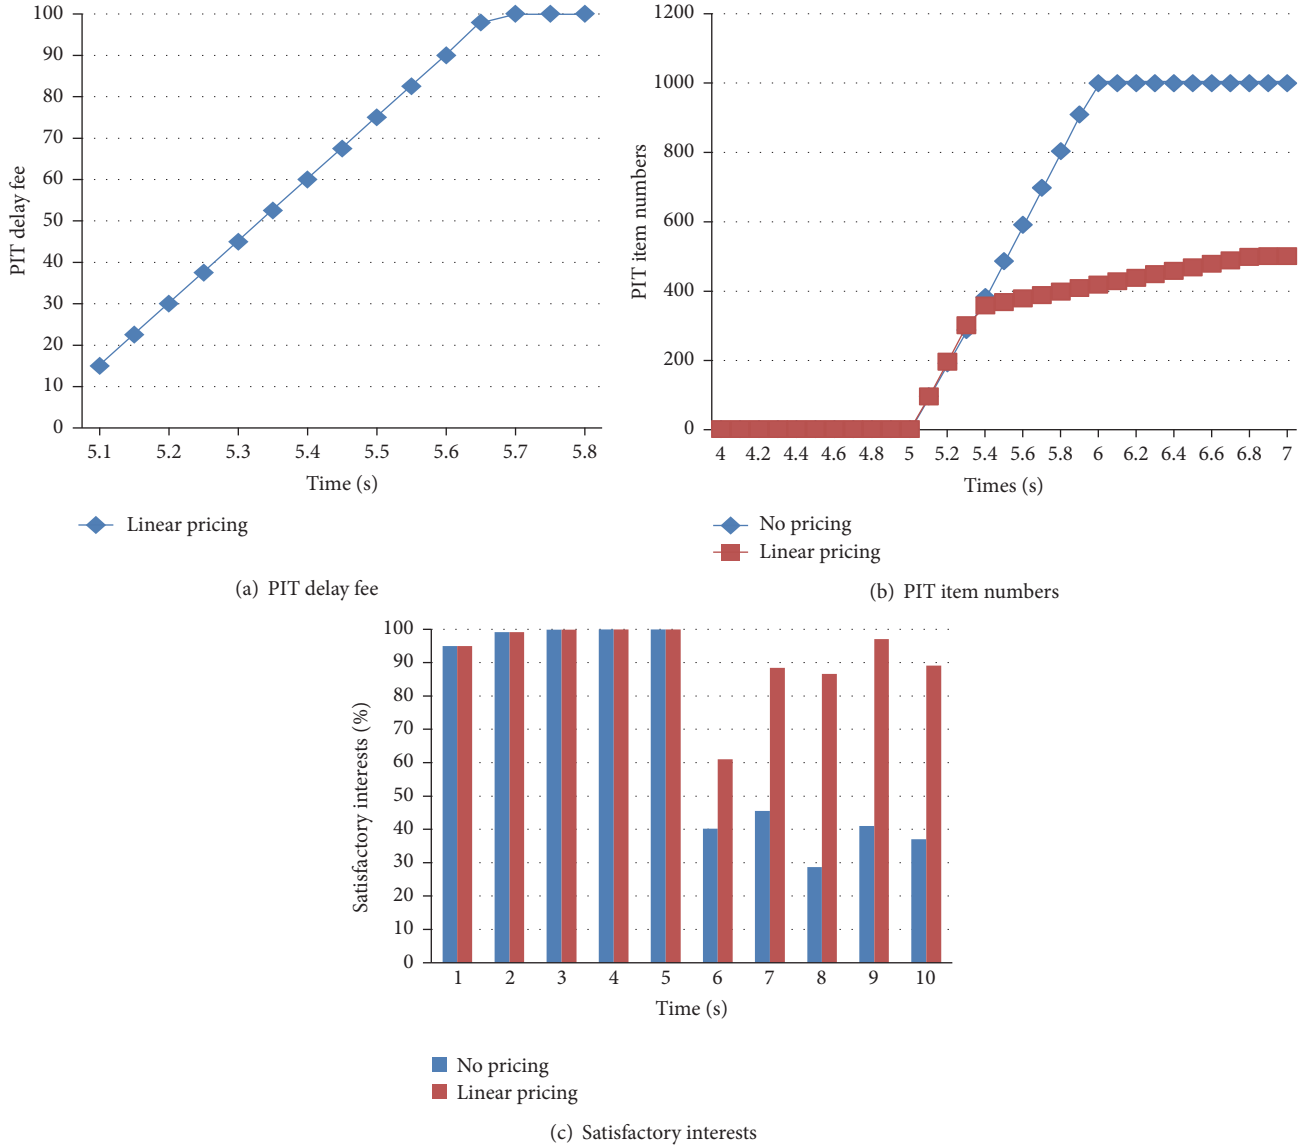 100
90
80
70
60
50
40
30
20
10
0
PIT delay fee
5.1 5.2 5.3 5.4 5.5 5.6 5.7 5.8
Time (s)
Linear pricing
(a) PIT delay fee
1200
1000
800
600
400
200
0
PIT item numbers
4 4.2 4.4 4.6 4.8 5 5.2 5.4 5.6 5.8 6 6.2 6.4 6.6 6.8 7
Times (s)
No pricing
Linear pricing
(b) PIT item numbers
100
90
80
70
60
50
40
30
20
10
0
Satisfactory interests (%)
1 2 3 4 5 6 7 8 9 10
Time (s)
No pricing
Linear pricing
(c) Satisfactory interests